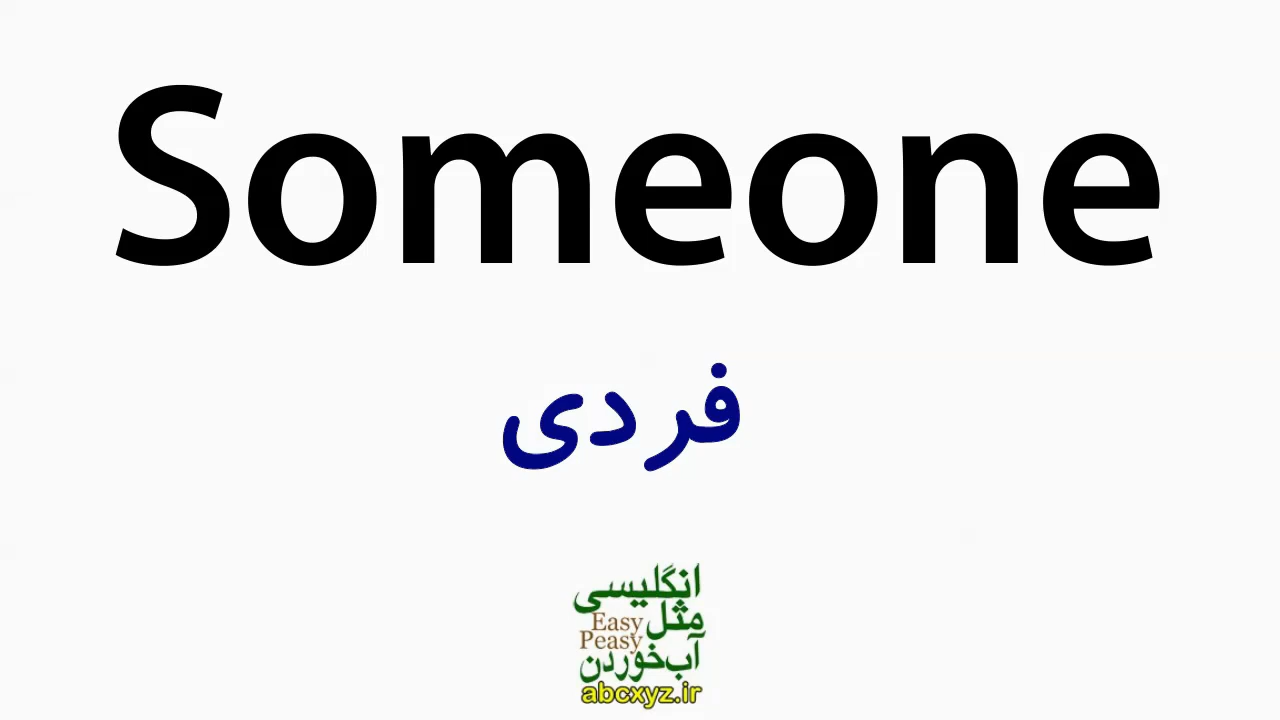 Someone
فردی
انگلیسی
مثل
Easy
Peasy
آب‌خوردن
abcxyz.ir